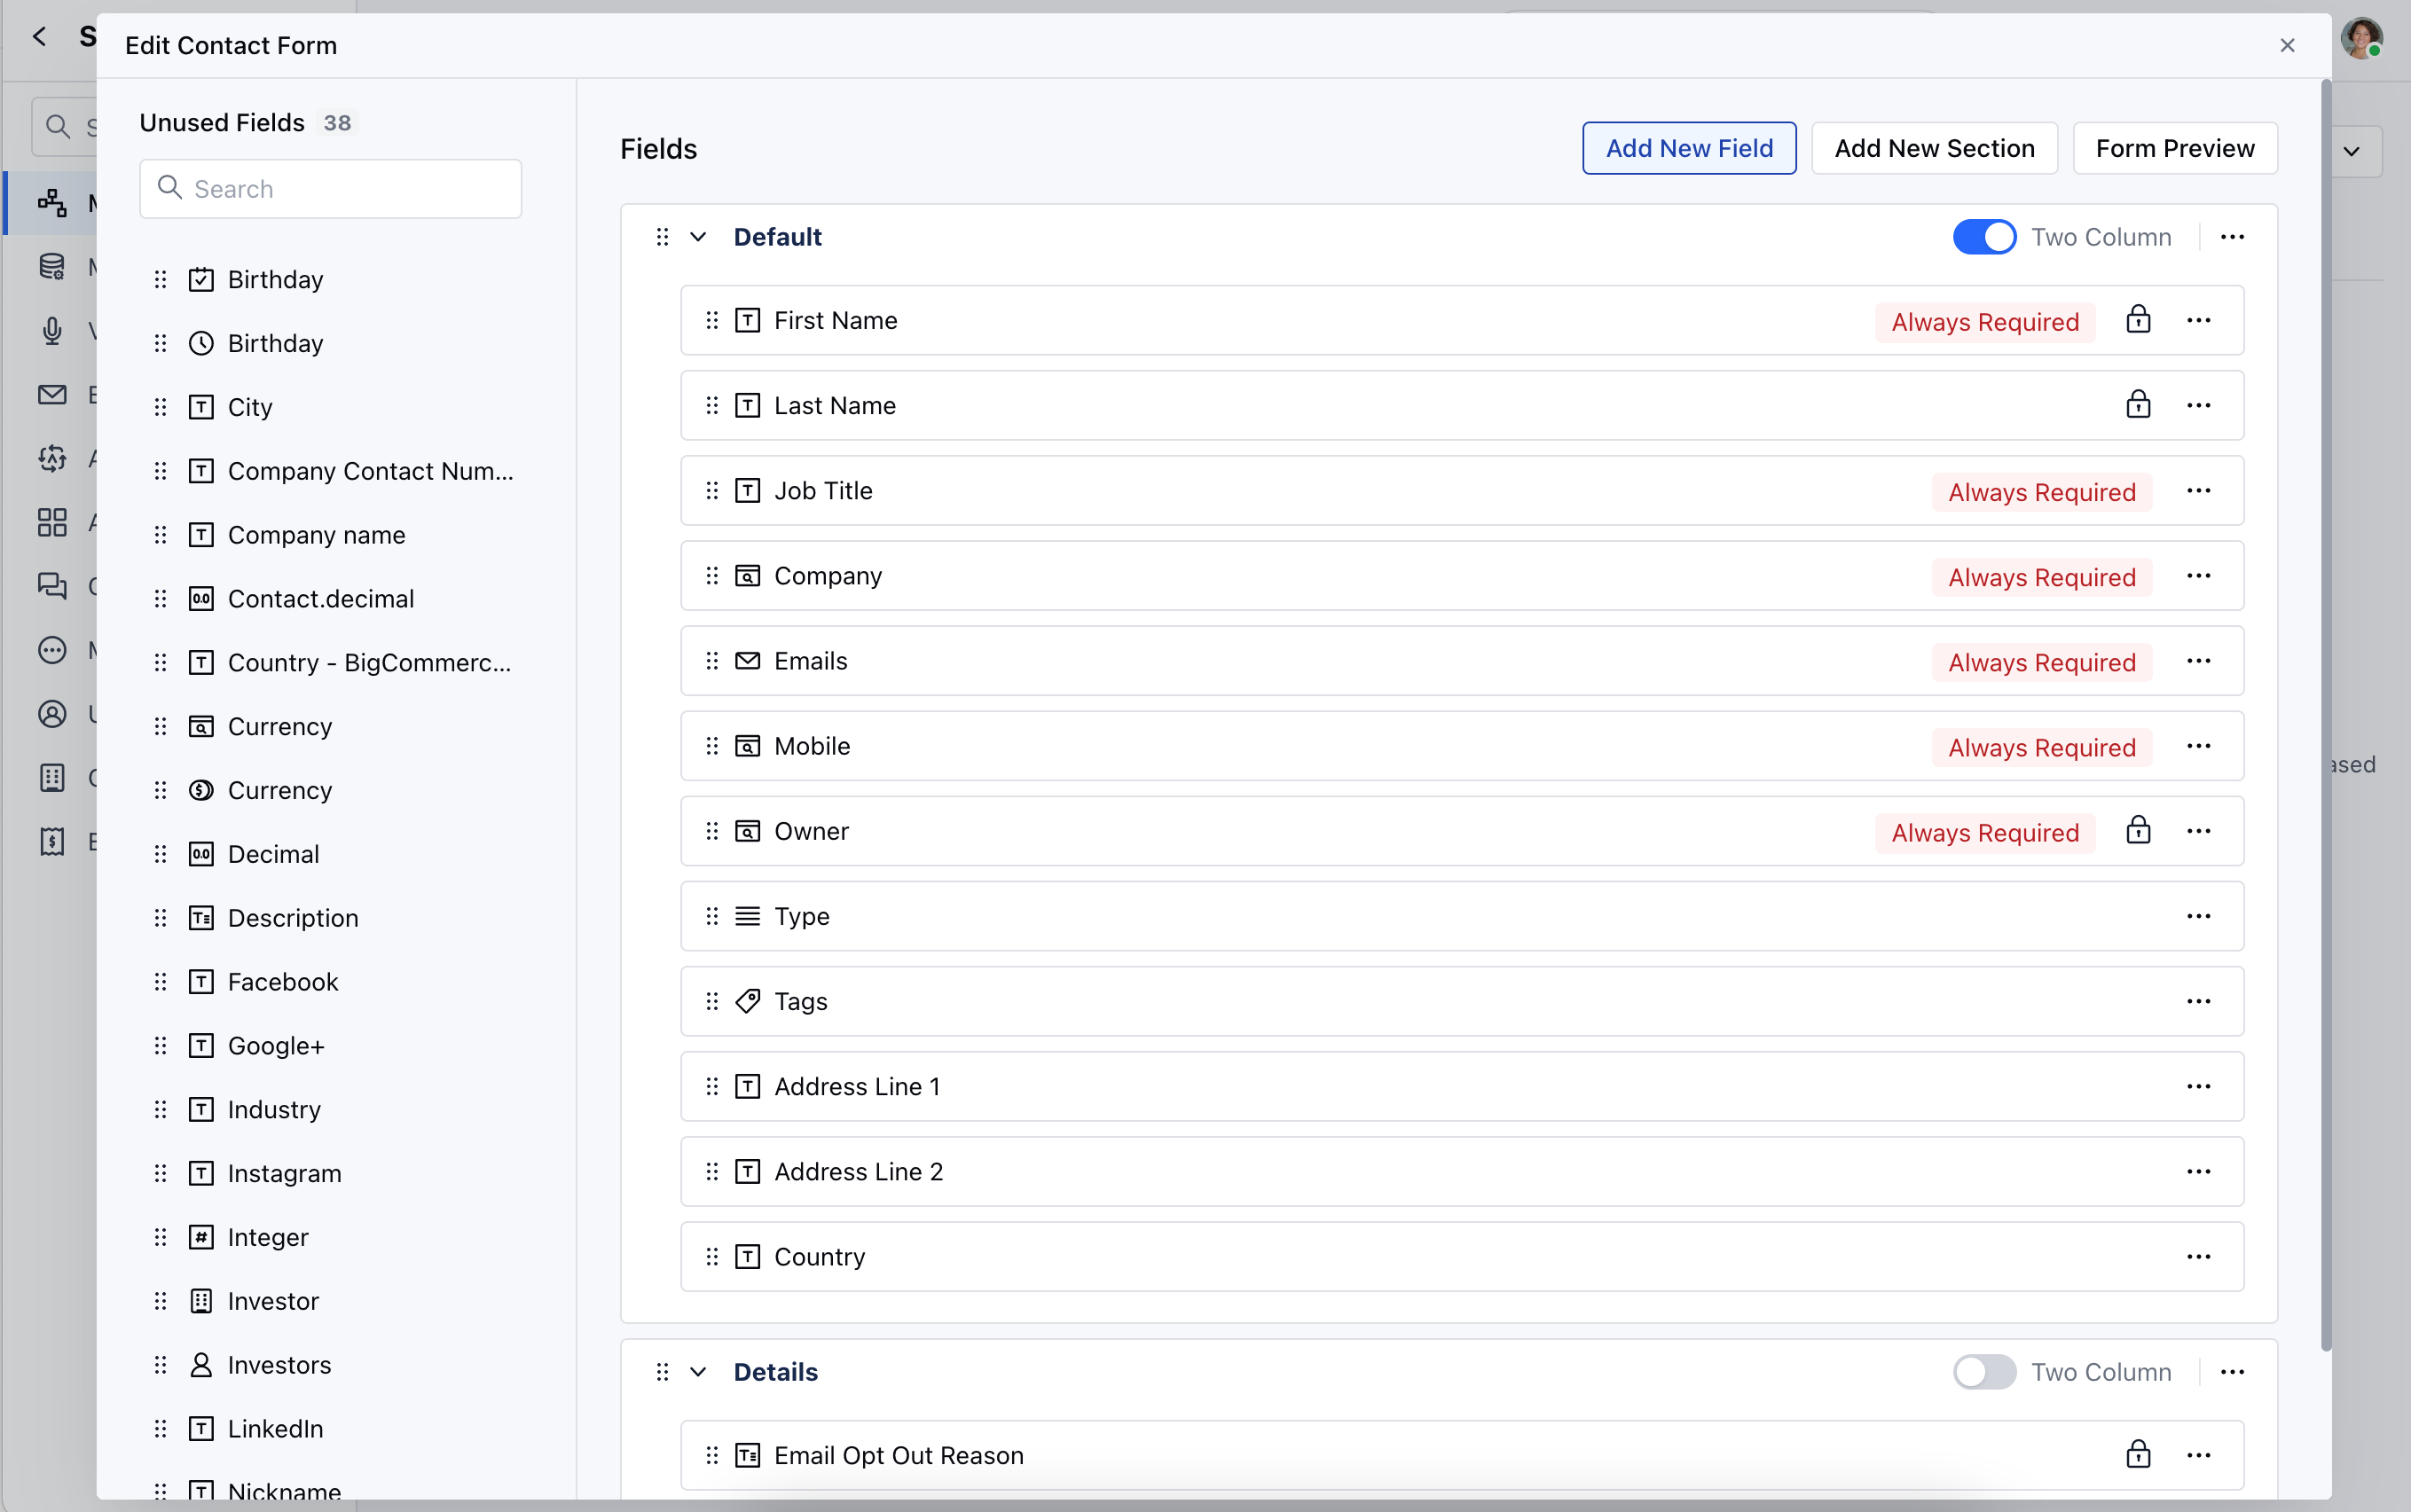 S
Edit Contact Form
Unused Fields 38
Search
Birthday
Birthday
City
Company Contact Num...
Company name
Contact.decimal
Country - BigCommerc...
Currency
Currency
Decimal
Description
Facebook
Google+
Industry
Instagram
Integer
Investor
Investors
LinkedIn
Nickname
Fields
Add New Field
Add New Section
Form Preview
Default
Two Column
First Name
Always Required
Last Name
Job Title
Always Required
Company
Always Required
Emails
Always Required
Mobile
Always Required
Owner
Always Required
Type
Tags
Address Line 1
Address Line 2
Country
Details
Two Column
Email Opt Out Reason